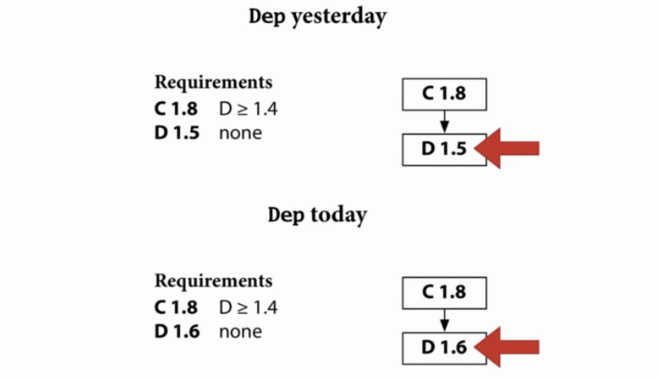 Dep yesterday
Requirements
C 1.8 D ≥ 1.4
D 1.5 none
C 1.8
D 1.5
Dep today
Requirements
C 1.8 D ≥ 1.4
D 1.6 none
C 1.8
D 1.6